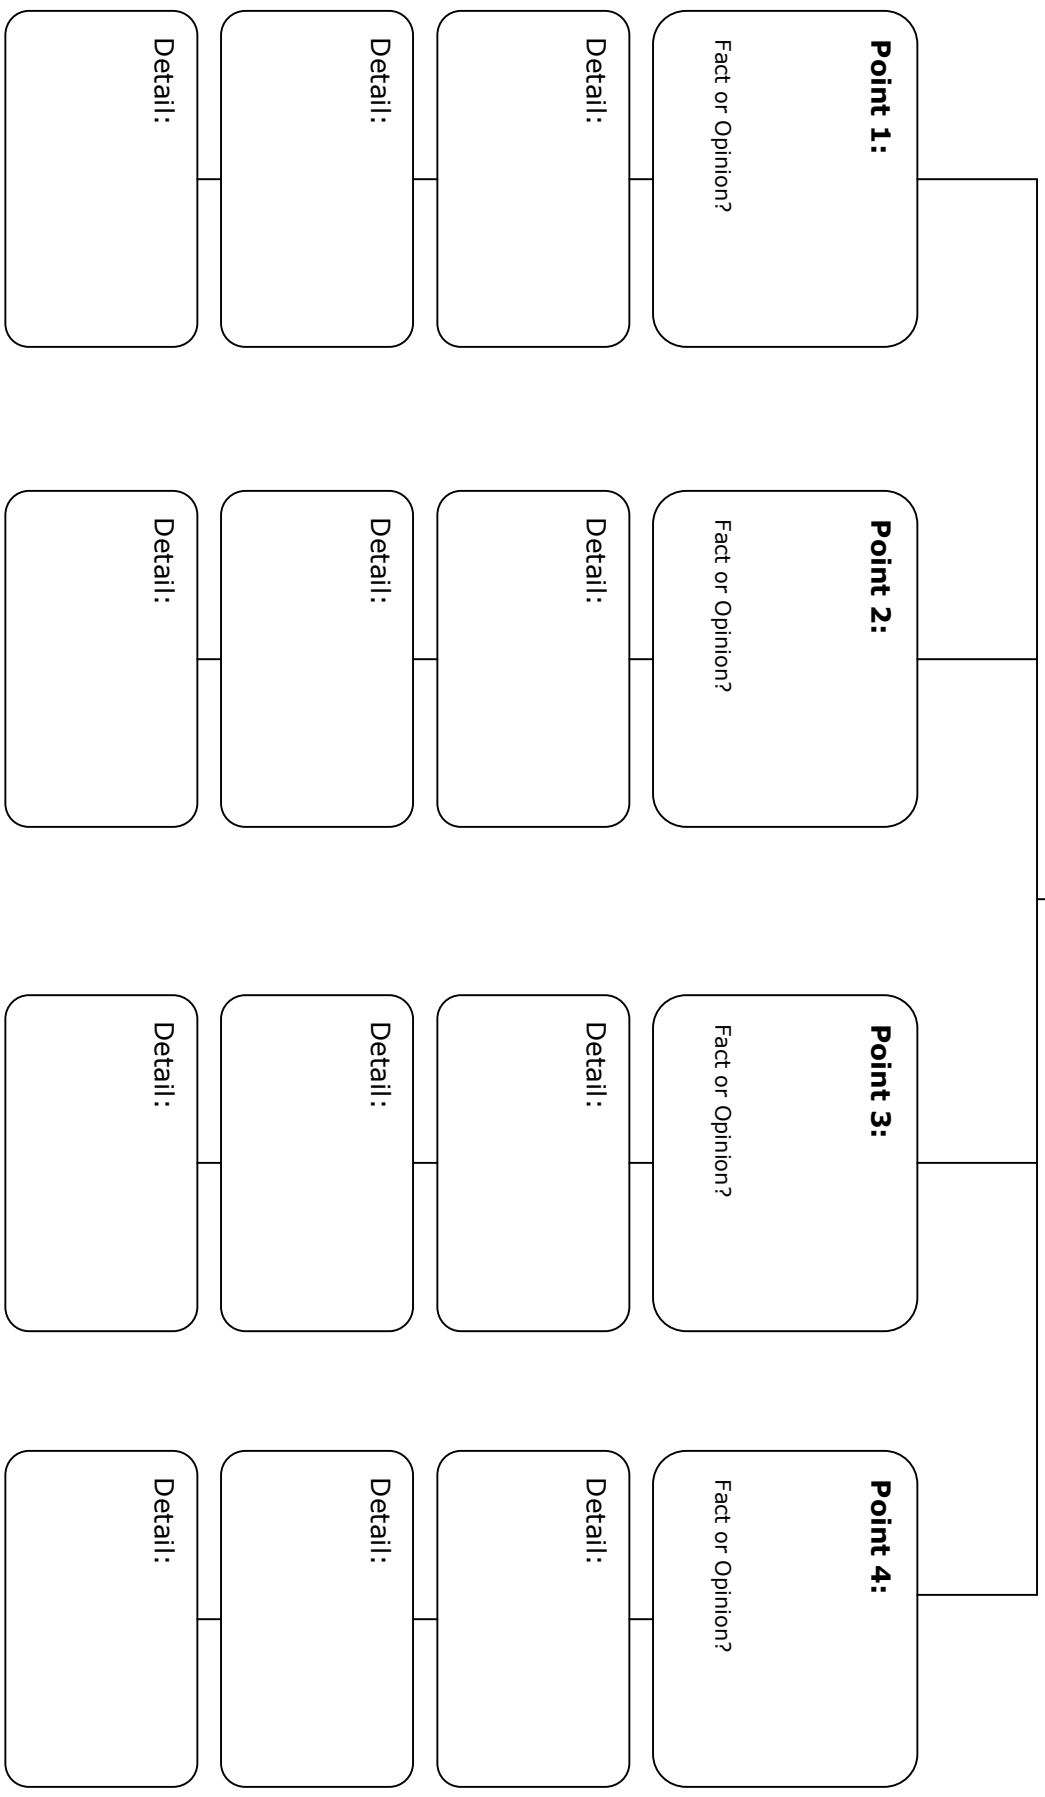 Point 1:
Fact or Opinion?
Detail:
Detail:
Detail:
Point 2:
Fact or Opinion?
Detail:
Detail:
Detail:
Point 3:
Fact or Opinion?
Detail:
Detail:
Detail:
Point 4:
Fact or Opinion?
Detail:
Detail:
Detail: